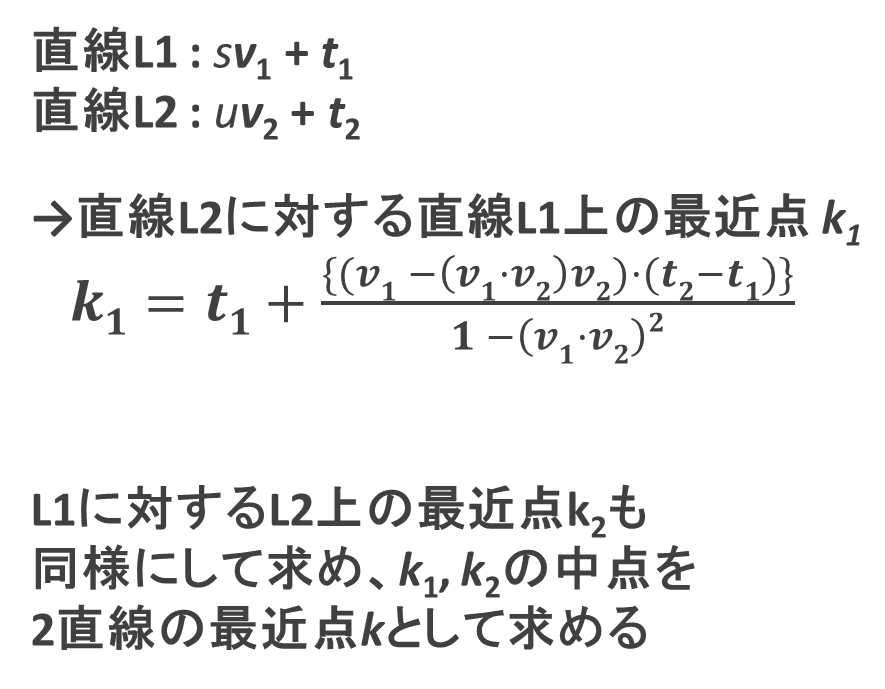 直線L1 : sv₁ + t₁
直線L2 : uv₂ + t₂
→直線L2に対する直線L1上の最近点 k₁
k₁ = t₁ + {(v₁ −(v₁·v₂)v₂)·(t₂−t₁)} / 1 −(v₁·v₂)²
L1に対するL2上の最近点k₂も
同様にして求め、k₁, k₂の中点を
2直線の最近点kとして求める